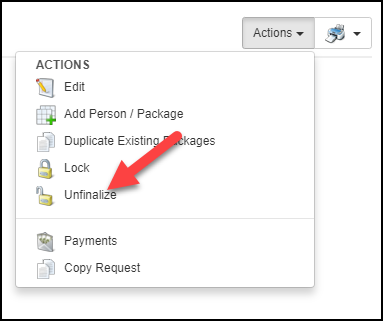 Actions
ACTIONS
Edit
Add Person / Package
Duplicate Existing Packages
Lock
Unfinalize
Payments
Copy Request